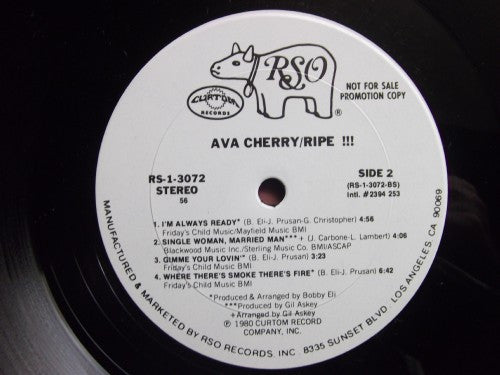 RSO
CURTOM
RECORDS
®
NOT FOR SALE
PROMOTION COPY
AVA CHERRY/RIPE !!!
RS-1-3072
STEREO
56
SIDE 2
(RS-1-3072-BS)
Intl. #2394 253
1. I'M ALWAYS READY* (B. Eli-J. Prusan-G. Christopher) 4:56
Friday's Child Music/Mayfield Music BMI
2. SINGLE WOMAN, MARRIED MAN*** + (J. Carbone-L. Lambert) 4:06
Blackwood Music Inc./Sterling Music Co. BMI/ASCAP
3. GIMME YOUR LOVIN'* (B. Eli-J. Prusan) 3:23
Friday's Child Music BMI
4. WHERE THERE'S SMOKE THERE'S FIRE* (B. Eli-J. Prusan) 6:42
Friday's Child Music BMI
*Produced & Arranged by Bobby Eli
***Produced by Gil Askey
+Arranged by Gil Askey
℗ 1980 CURTOM RECORD
COMPANY, INC.
MANUFACTURED & MARKETED BY RSO RECORDS, INC. 8335 SUNSET BLVD. LOS ANGELES, CA 90069